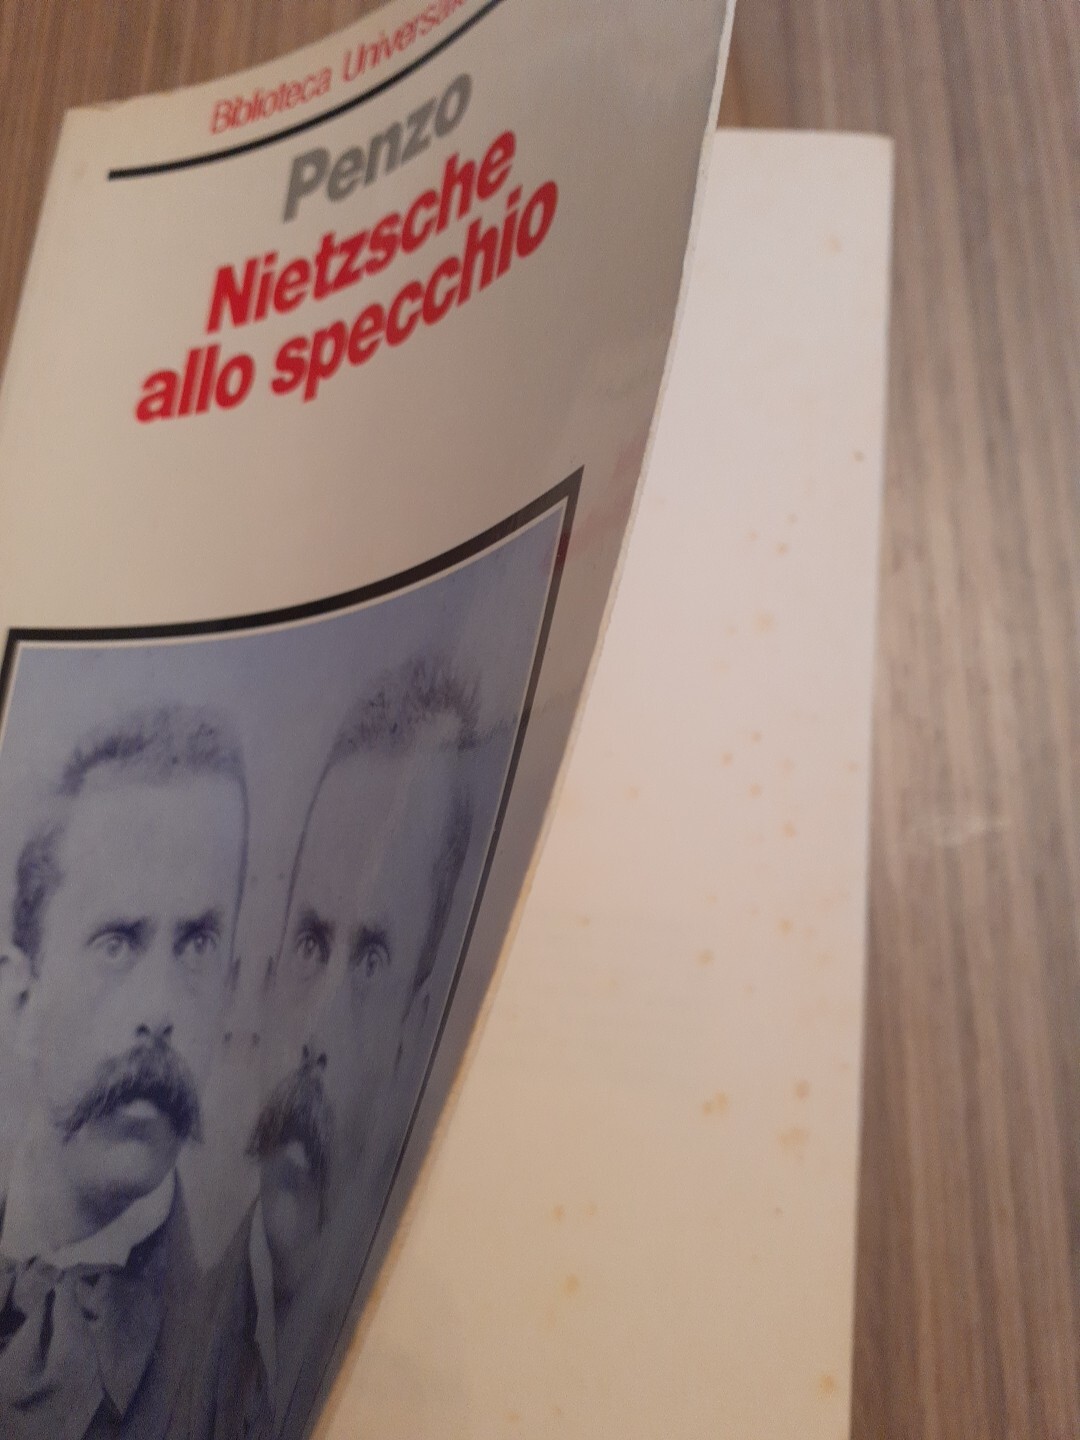 Biblioteca Universale
Penzo
Nietzsche
allo specchio